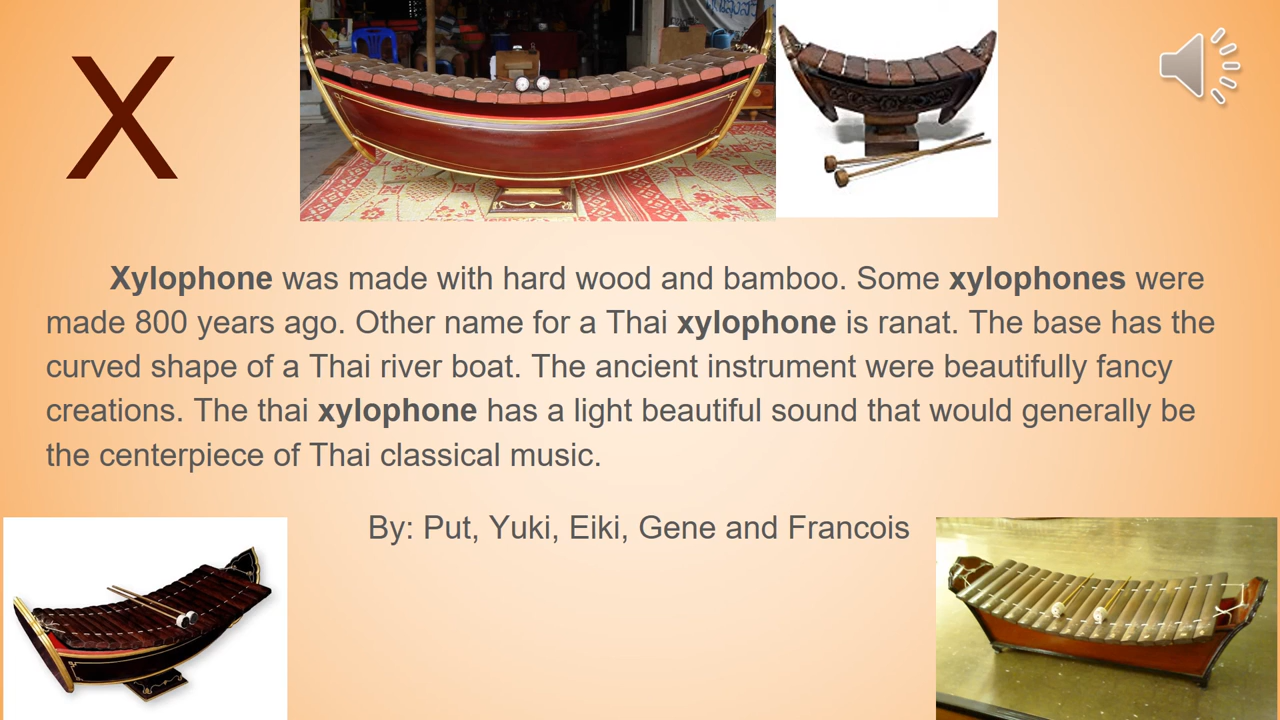 X
Xylophone was made with hard wood and bamboo. Some xylophones were
made 800 years ago. Other name for a Thai xylophone is ranat. The base has the
curved shape of a Thai river boat. The ancient instrument were beautifully fancy
creations. The thai xylophone has a light beautiful sound that would generally be
the centerpiece of Thai classical music.
By: Put, Yuki, Eiki, Gene and Francois